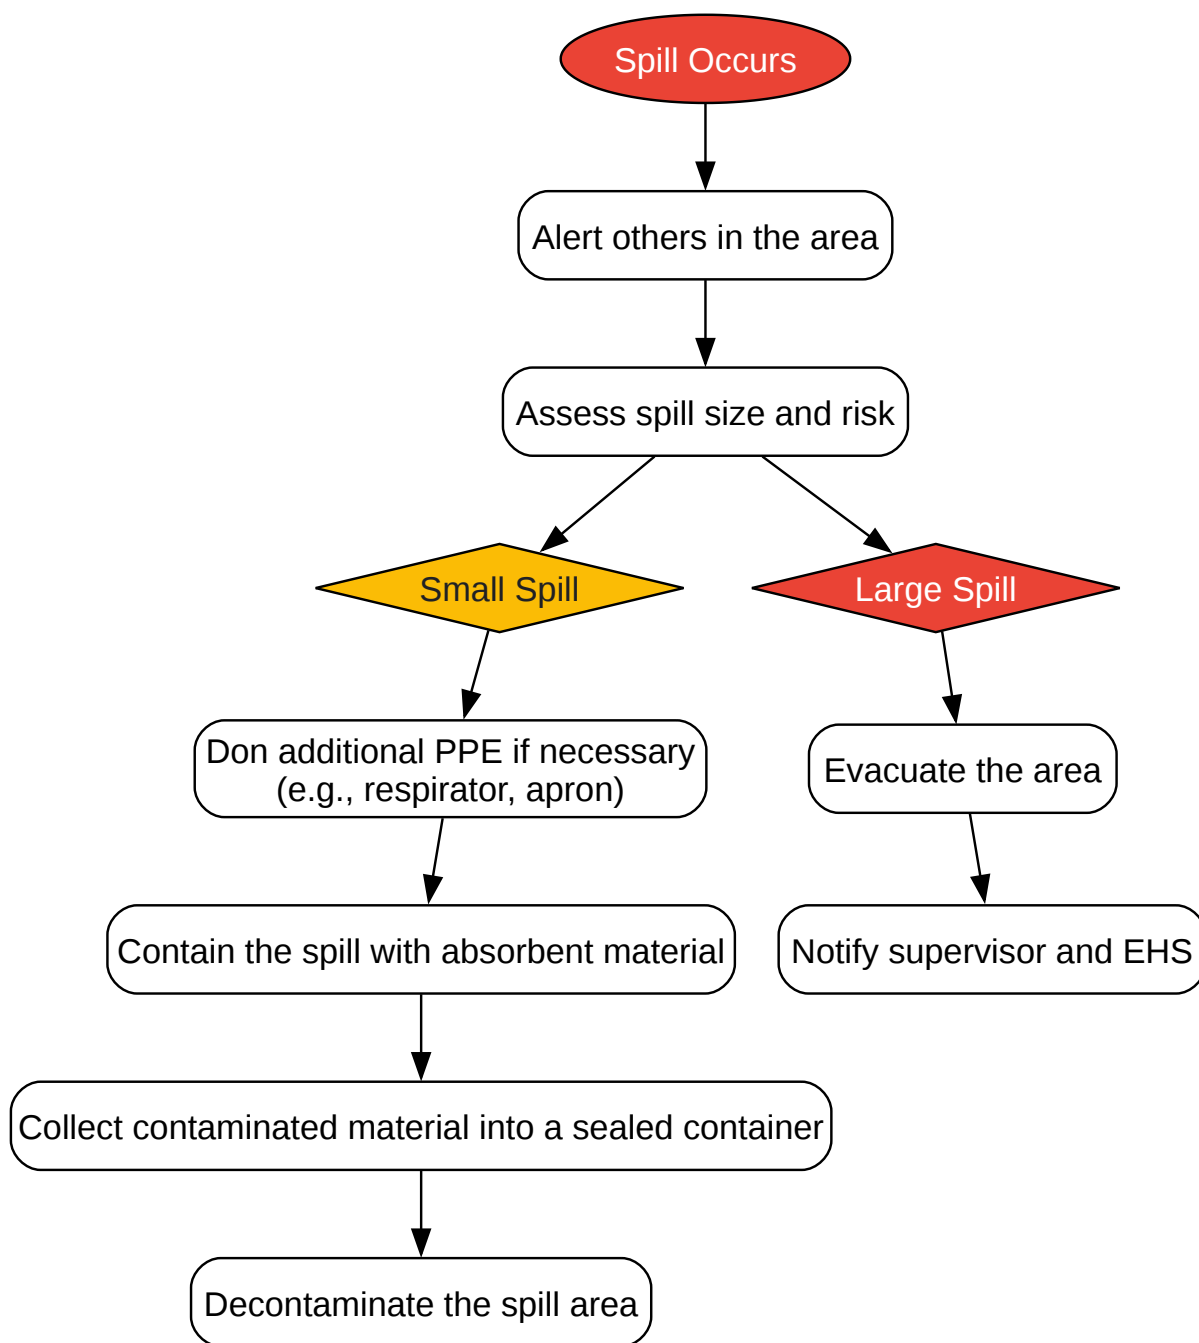 Spill Occurs
Alert others in the area
Assess spill size and risk
Small Spill
Large Spill
Don additional PPE if necessary
(e.g., respirator, apron)
Evacuate the area
Contain the spill with absorbent material
Notify supervisor and EHS
Collect contaminated material into a sealed container
Decontaminate the spill area